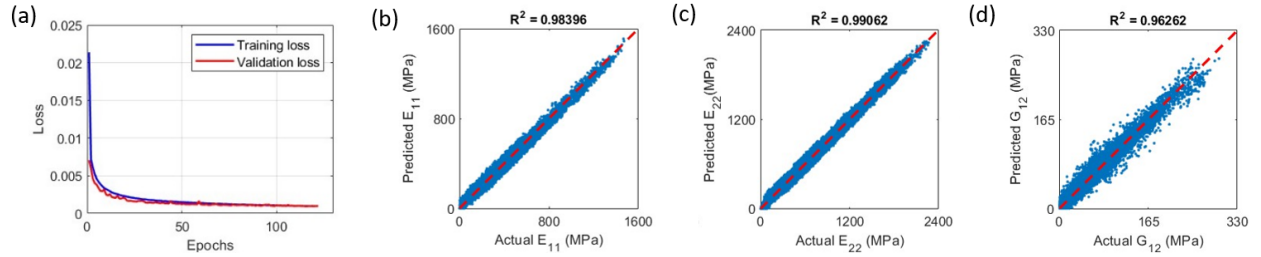 (a)
0.025
0.02
0.015
0.01
0.005
0
Loss
0
50
100
Epochs
Training loss
Validation loss
(b)
R² = 0.98396
1600
800
0
Predicted E₁₁ (MPa)
0
800
1600
Actual E₁₁ (MPa)
(c)
R² = 0.99062
2400
1200
0
Predicted E₂₂(MPa)
0
1200
2400
Actual E₂₂ (MPa)
(d)
R² = 0.96262
330
165
0
Predicted G₁₂ (MPa)
0
165
330
Actual G₁₂ (MPa)